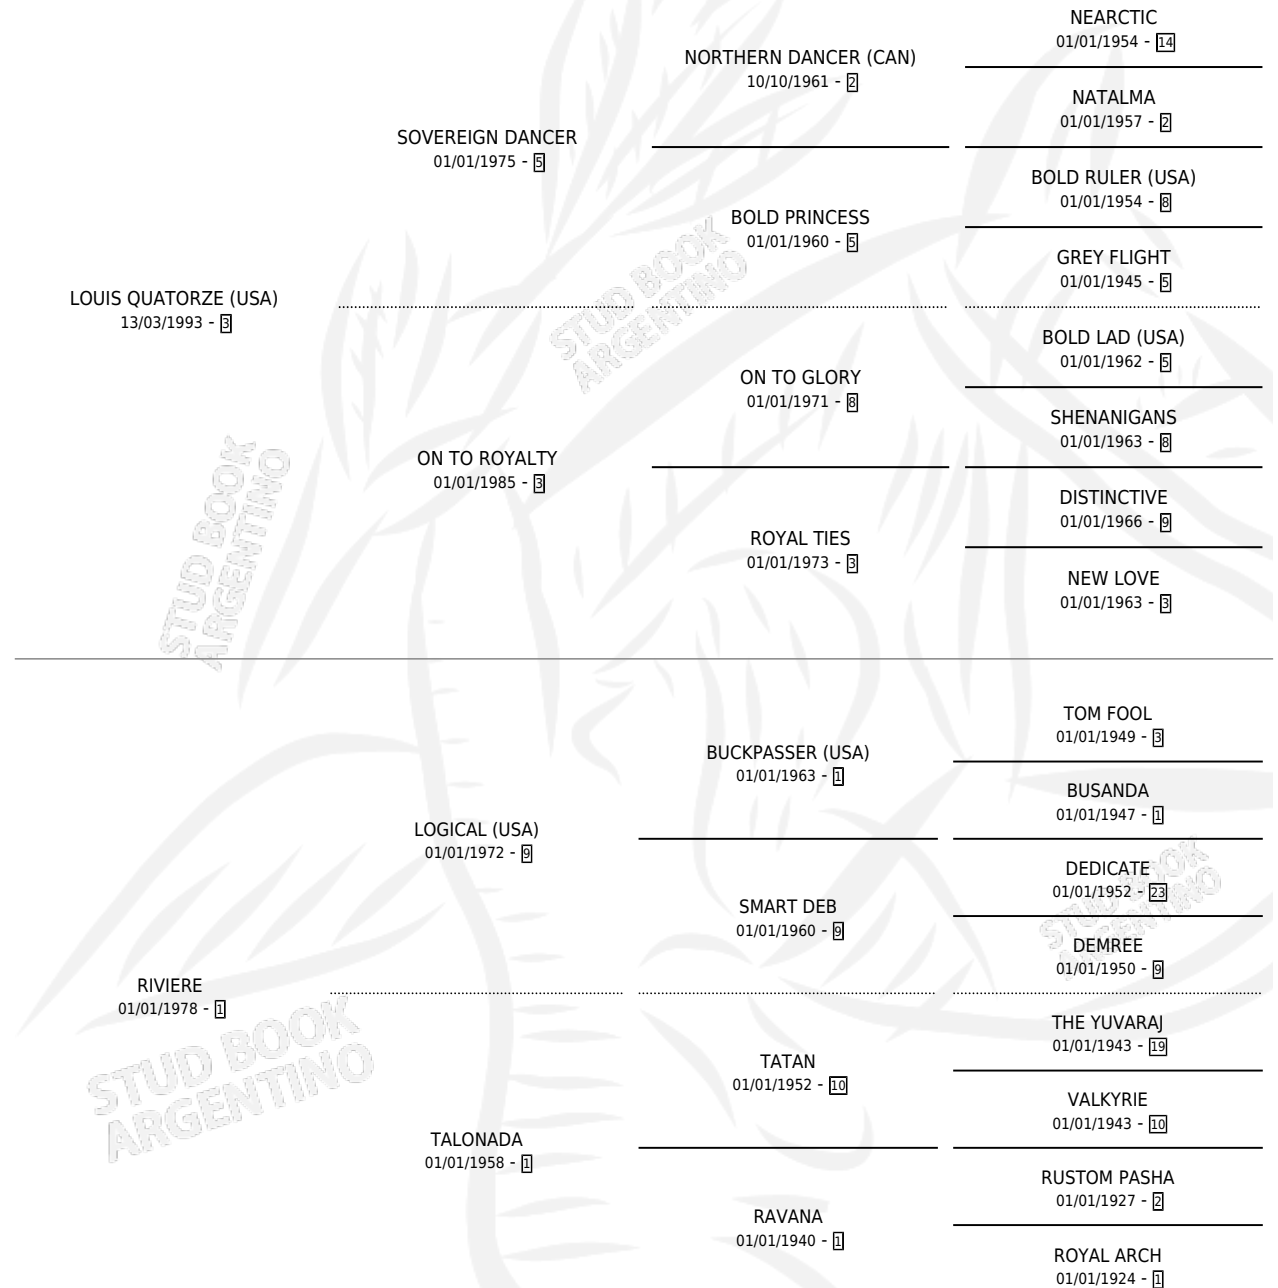 NEARCTIC
01/01/1954 - 14
NORTHERN DANCER (CAN)
10/10/1961 - 2
NATALMA
01/01/1957 - 2
SOVEREIGN DANCER
01/01/1975 - 5
BOLD RULER (USA)
01/01/1954 - 8
BOLD PRINCESS
01/01/1960 - 5
GREY FLIGHT
01/01/1945 - 5
LOUIS QUATORZE (USA)
13/03/1993 - 3
BOLD LAD (USA)
01/01/1962 - 5
ON TO GLORY
01/01/1971 - 8
SHENANIGANS
01/01/1963 - 8
ON TO ROYALTY
01/01/1985 - 3
DISTINCTIVE
01/01/1966 - 9
ROYAL TIES
01/01/1973 - 3
NEW LOVE
01/01/1963 - 3
TOM FOOL
01/01/1949 - 3
BUCKPASSER (USA)
01/01/1963 - 1
BUSANDA
01/01/1947 - 1
LOGICAL (USA)
01/01/1972 - 9
DEDICATE
01/01/1952 - 23
SMART DEB
01/01/1960 - 9
DEMREE
01/01/1950 - 9
RIVIERE
01/01/1978 - 1
THE YUVARAJ
01/01/1943 - 19
TATAN
01/01/1952 - 10
VALKYRIE
01/01/1943 - 10
TALONADA
01/01/1958 - 1
RUSTOM PASHA
01/01/1927 - 2
RAVANA
01/01/1940 - 1
ROYAL ARCH
01/01/1924 - 1
STUD BOOK
ARGENTINO
STUD BOOK
ARGENTINO
STUD BOOK
ARGENTINO
STUD BOOK
ARGENTINO